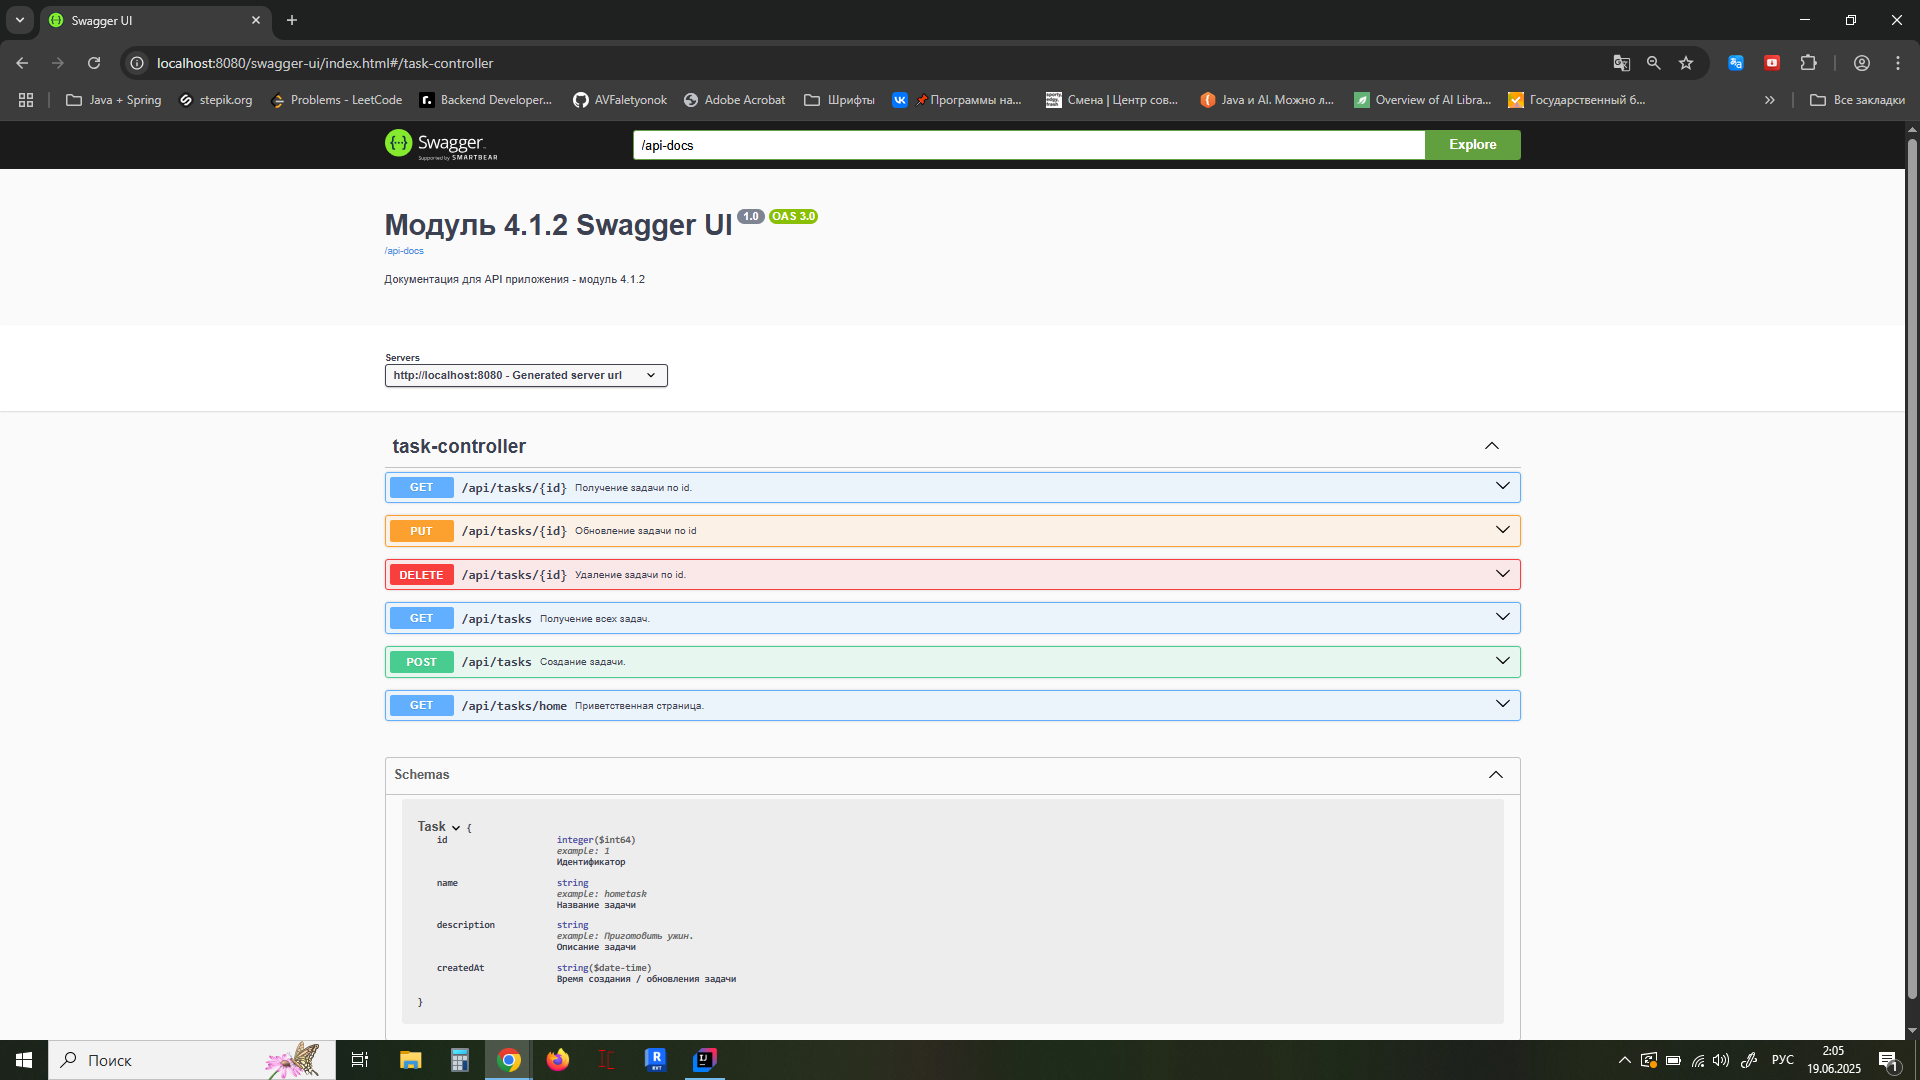 Swagger UI
localhost:8080/swagger-ui/index.html#/task-controller
Java + Spring
stepik.org
Problems - LeetCode
Backend Developer...
AVFaletyonok
Adobe Acrobat
Шрифты
Программы на...
Смена | Центр сов...
Java и AI. Можно л...
Overview of AI Libra...
Государственный б...
Все закладки
Swagger
Supported by SMARTBEAR
/api-docs
Explore
Модуль 4.1.2 Swagger UI 1.0 OAS 3.0
/api-docs
Документация для API приложения - модуль 4.1.2
Servers
http://localhost:8080 - Generated server url
task-controller
GET /api/tasks/{id} Получение задачи по id.
PUT /api/tasks/{id} Обновление задачи по id
DELETE /api/tasks/{id} Удаление задачи по id.
GET /api/tasks Получение всех задач.
POST /api/tasks Создание задачи.
GET /api/tasks/home Приветственная страница.
Schemas
Task {
id integer($int64)
example: 1
Идентификатор
name string
example: hometask
Название задачи
description string
example: Приготовить ужин.
Описание задачи
createdAt string($date-time)
Время создания / обновления задачи
}
Поиск
РУС
2:05
19.06.2025
1